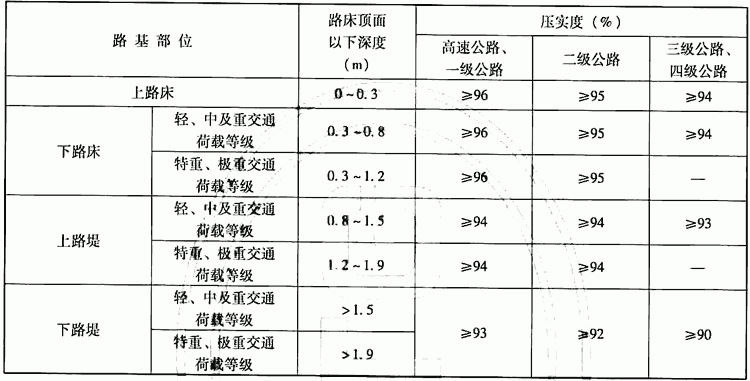 路基部位
路床顶面
以下深度
(m)
压实度(%)
高速公路、
一级公路
二级公路
三级公路、
四级公路
上路床
0~0.3
≥96
≥95
≥94
下路床
轻、中及重交通
荷载等级
0.3~0.8
≥96
≥95
≥94
特重、极重交通
荷载等级
0.3~1.2
≥96
≥95
—
上路堤
轻、中及重交通
荷载等级
0.8~1.5
≥94
≥94
≥93
特重、极重交通
荷载等级
1.2~1.9
≥94
≥94
—
下路堤
轻、中及重交通
荷载等级
>1.5
≥93
≥92
≥90
特重、极重交通
荷载等级
>1.9